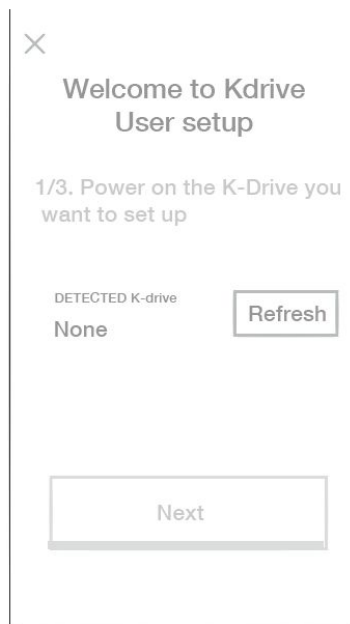 Welcome to Kdrive
User setup
1/3. Power on the K-Drive you
want to set up
DETECTED K-drive
None
Refresh
Next